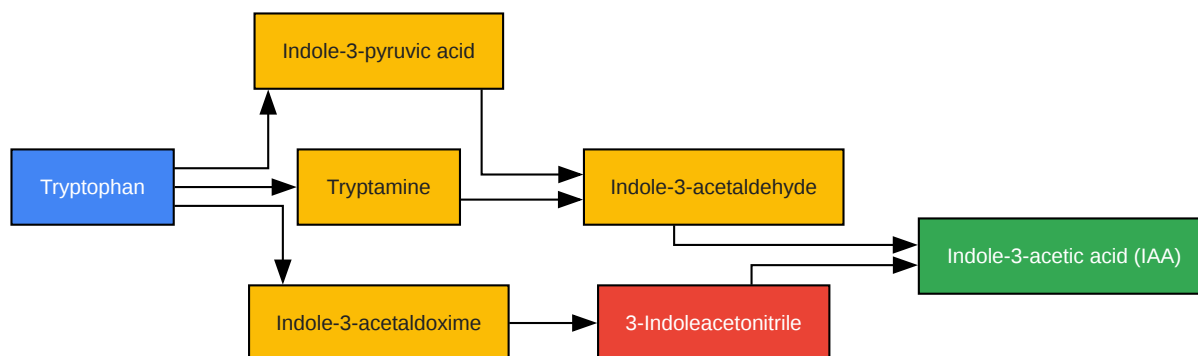 Indole-3-pyruvic acid
Tryptophan
Tryptamine
Indole-3-acetaldehyde
Indole-3-acetic acid (IAA)
Indole-3-acetaldoxime
3-Indoleacetonitrile